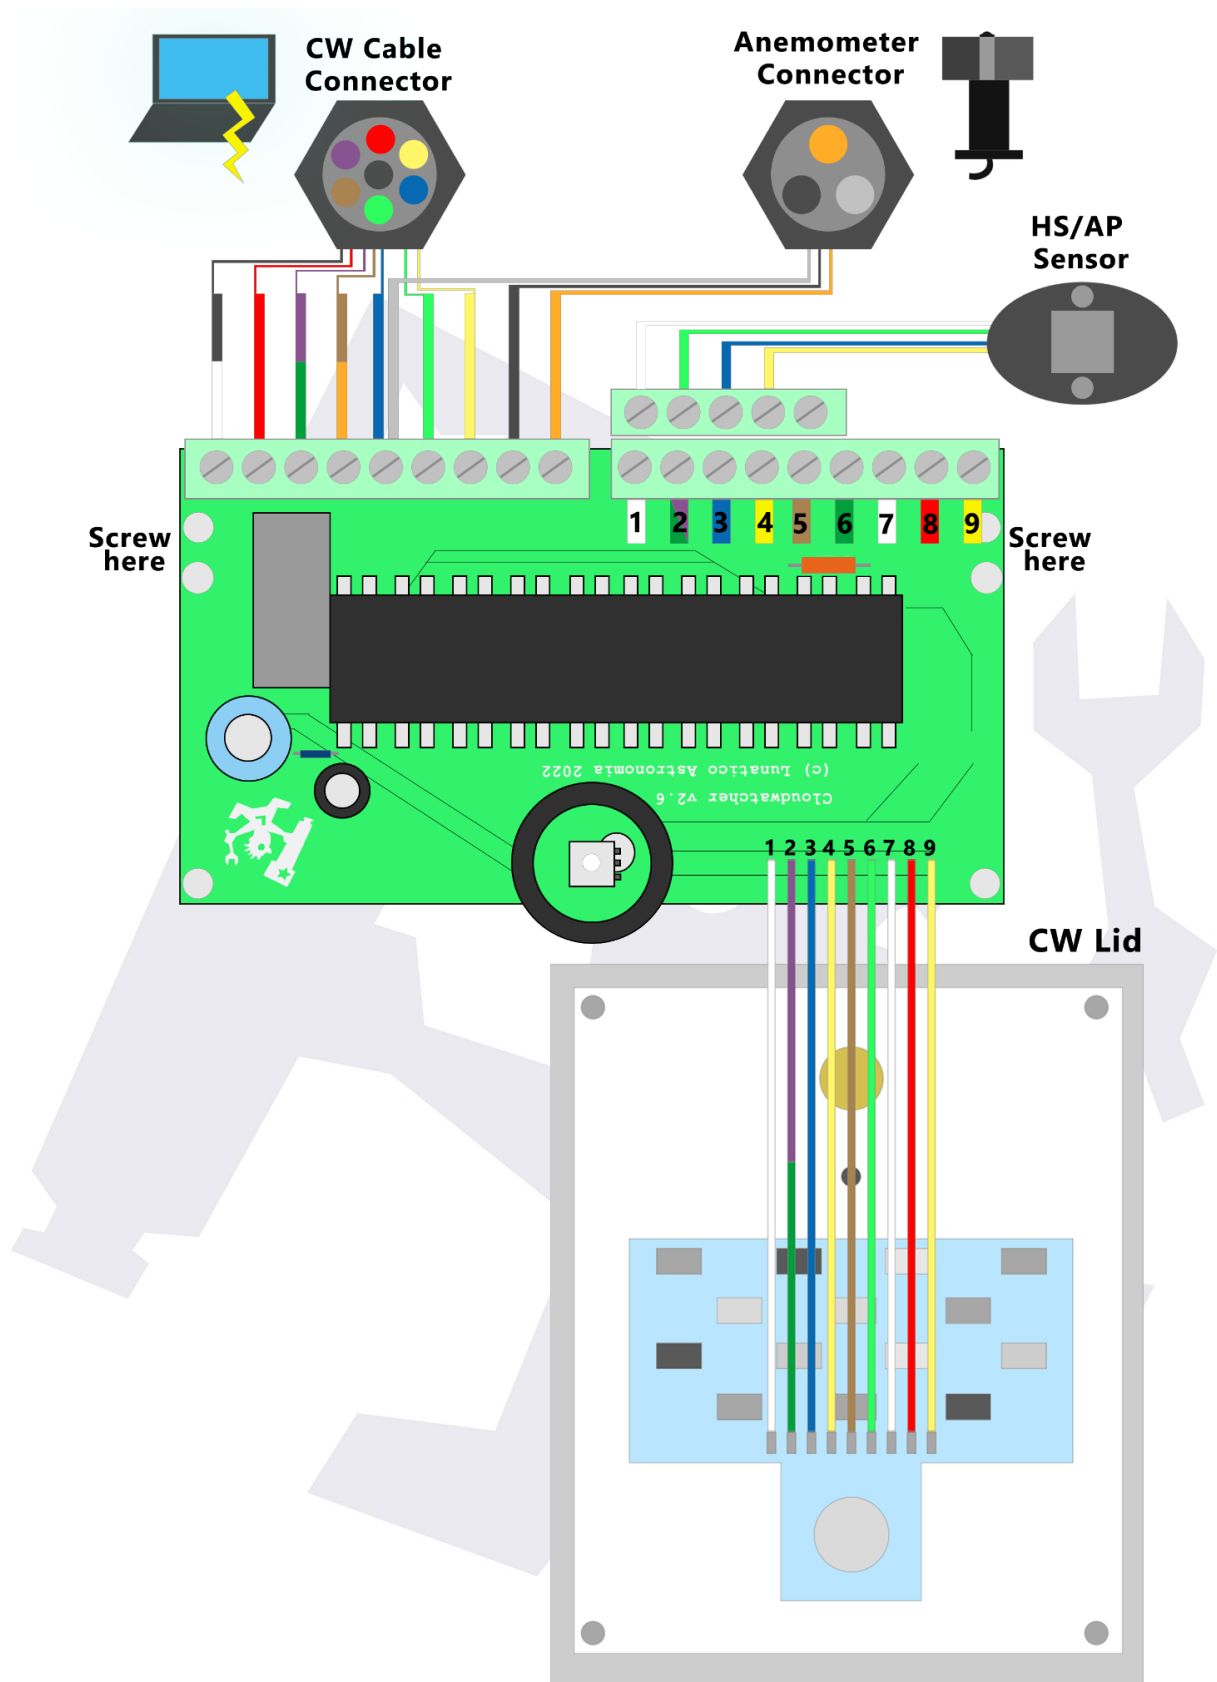 CW Cable
Connector
Anemometer
Connector
HS/AP
Sensor
Screw
here
1 2 3 4 5 6 7 8 9
Screw
here
(c) Lunatico Astronomia 2022
Cloudwatcher v2.6
1 2 3 4 5 6 7 8 9
CW Lid